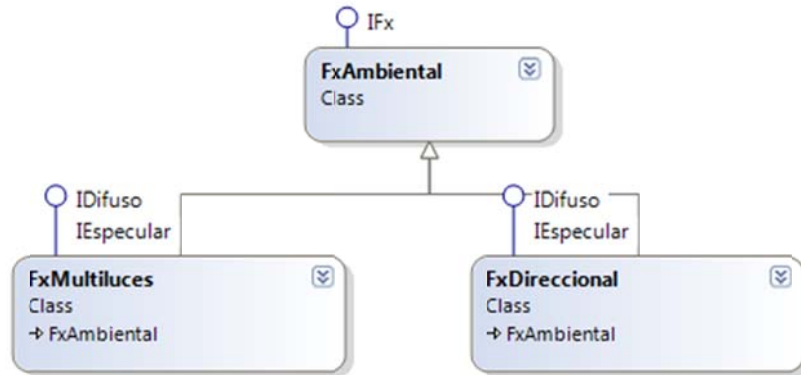 IFx
FxAmbiental
Class
IDifuso
IEspecular
FxMultiluces
Class
FxAmbiental
IDifuso
IEspecular
FxDireccional
Class
FxAmbiental